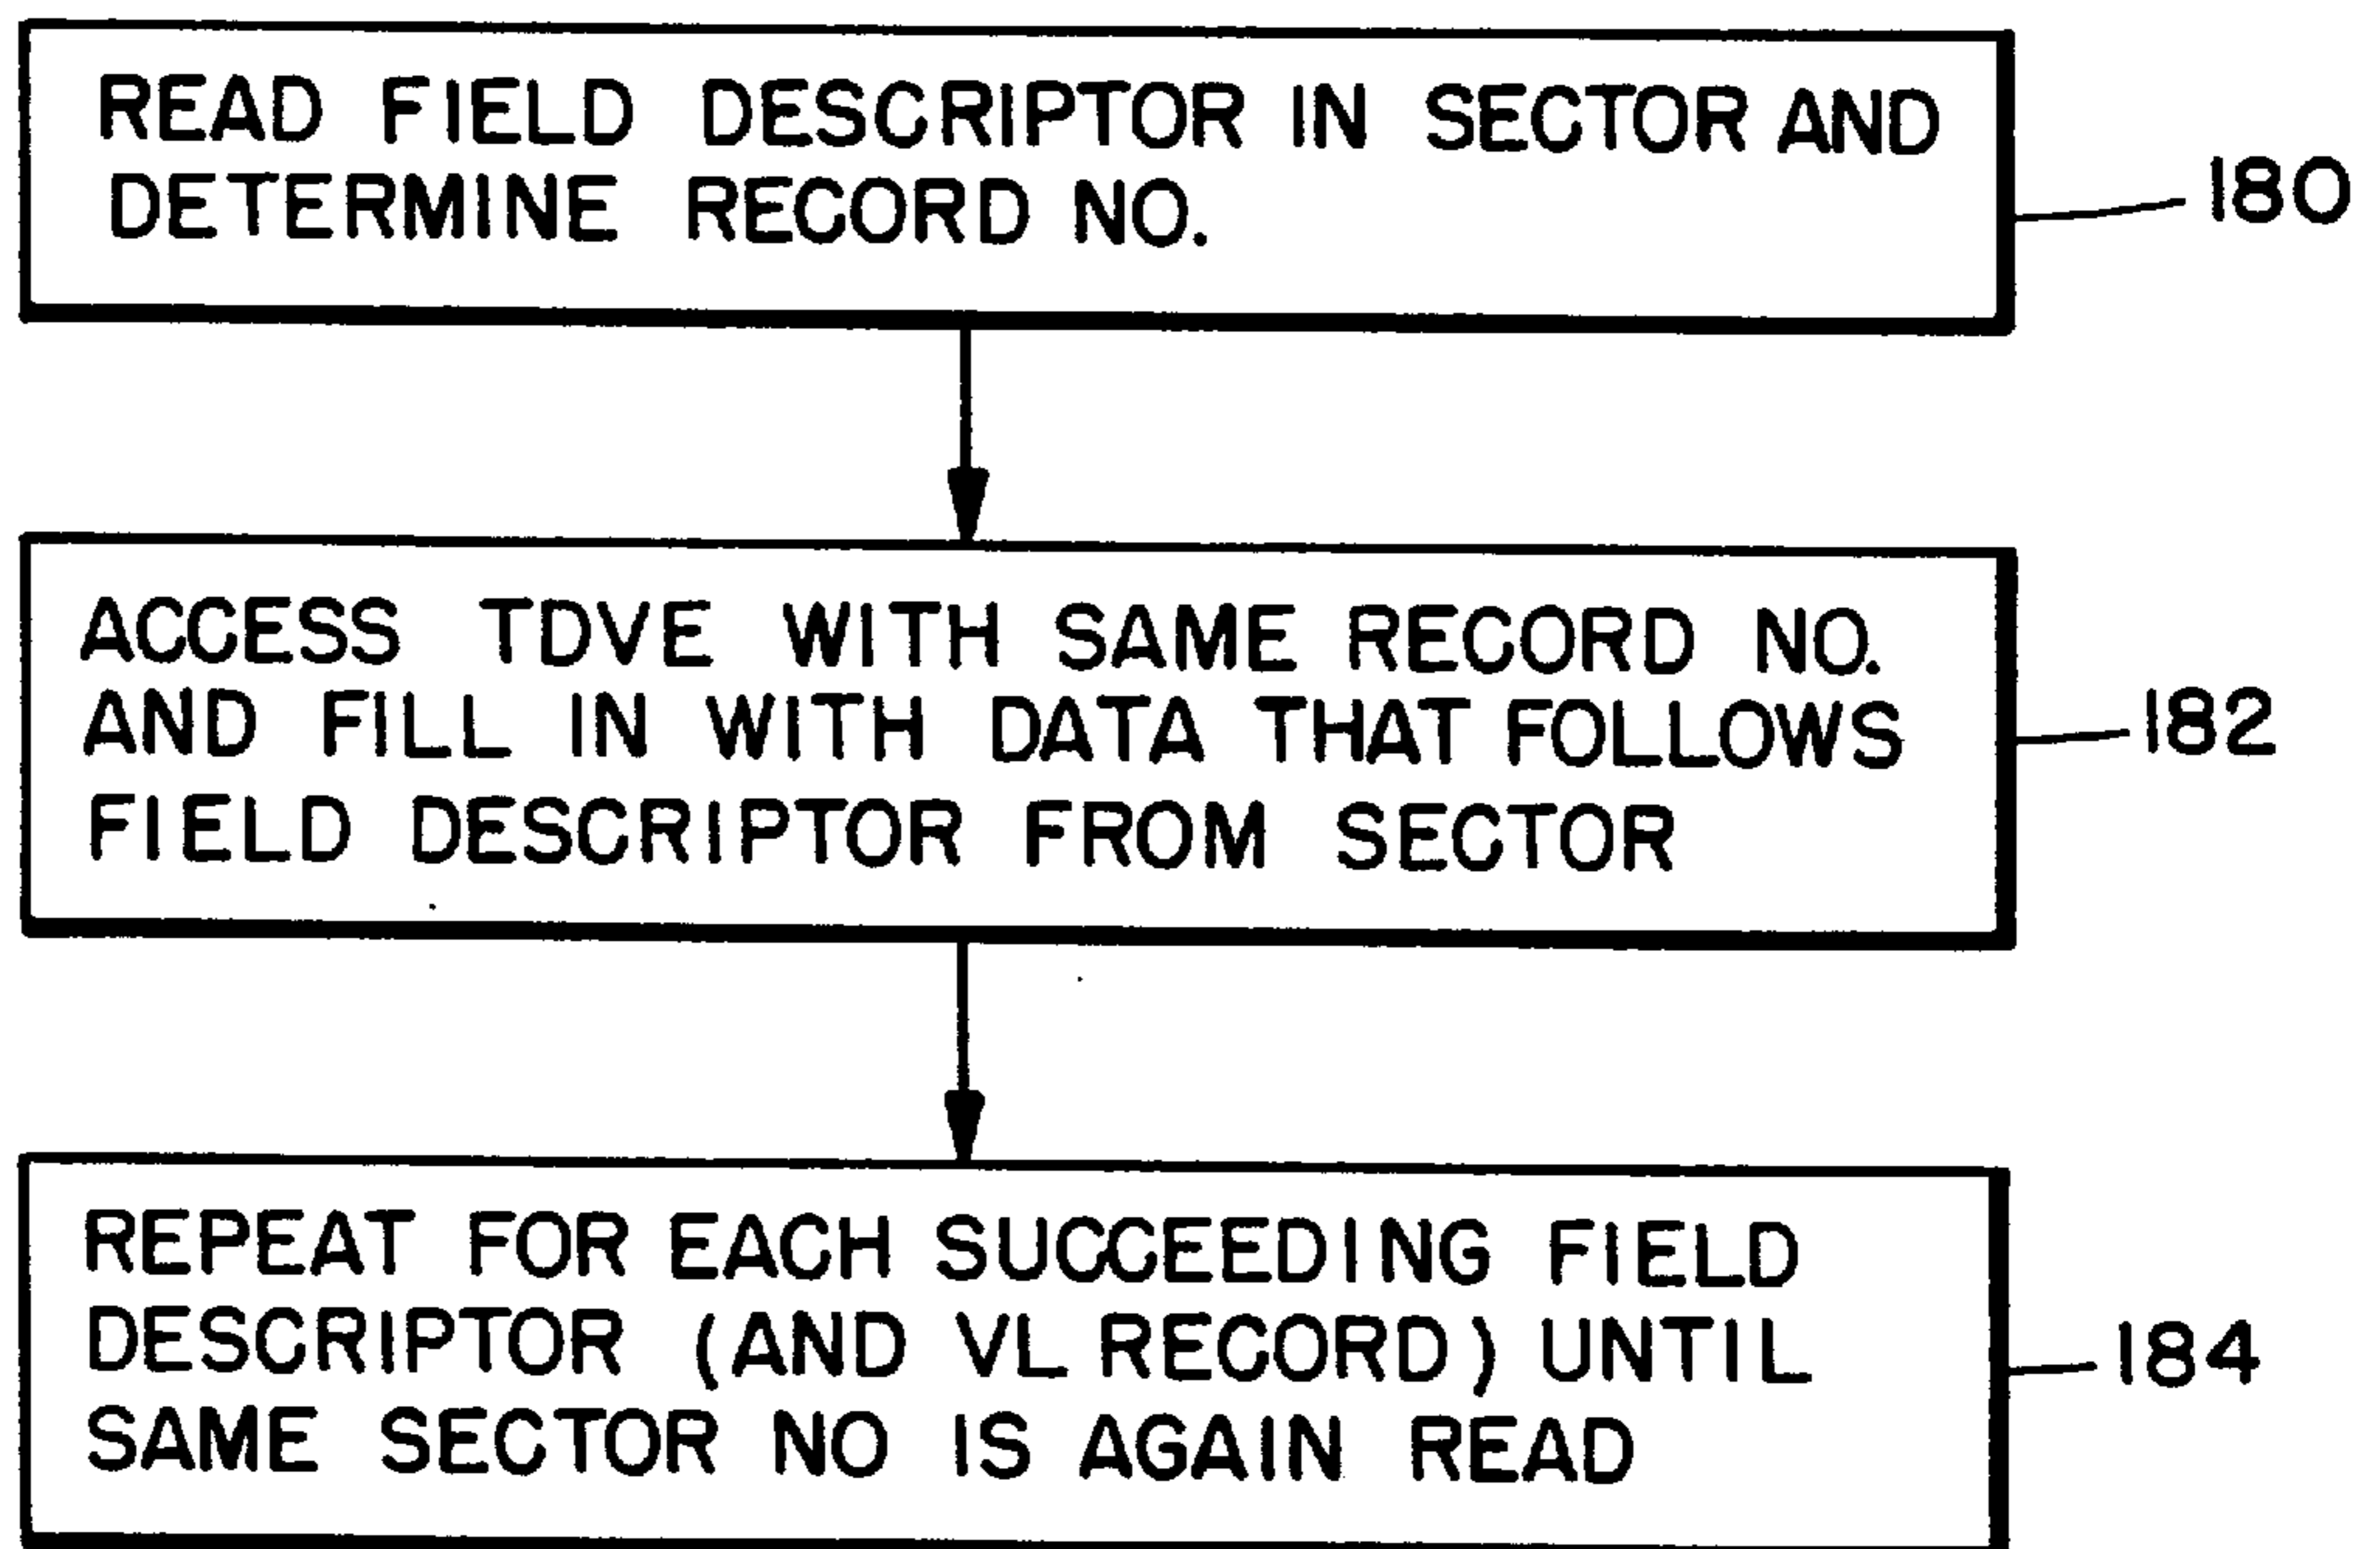 READ FIELD DESCRIPTOR IN SECTOR AND
DETERMINE RECORD NO.
180
ACCESS TDVE WITH SAME RECORD NO.
AND FILL IN WITH DATA THAT FOLLOWS
FIELD DESCRIPTOR FROM SECTOR
182
REPEAT FOR EACH SUCCEEDING FIELD
DESCRIPTOR (AND VL RECORD) UNTIL
SAME SECTOR NO IS AGAIN READ
184